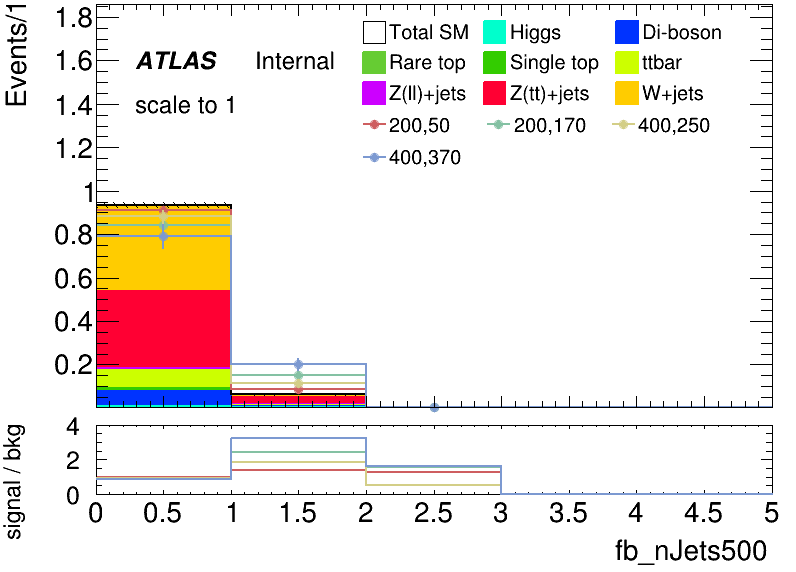 Events/1
1.8
1.6
1.4
1.2
1
0.8
0.6
0.4
0.2
ATLAS Internal
scale to 1
Total SM Higgs Di-boson
Rare top Single top ttbar
Z(ll)+jets Z(tt)+jets W+jets
200,50 200,170 400,250
400,370
signal / bkg
4
2
0
0 0.5 1 1.5 2 2.5 3 3.5 4 4.5 5
fb_nJets500